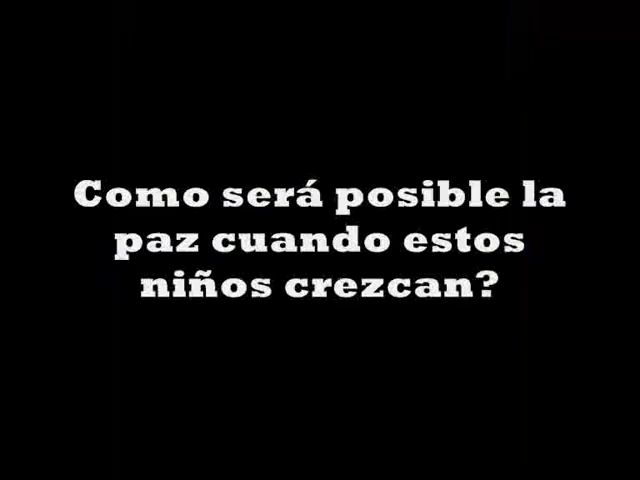 Como será posible la
paz cuando estos
niños crezcan?